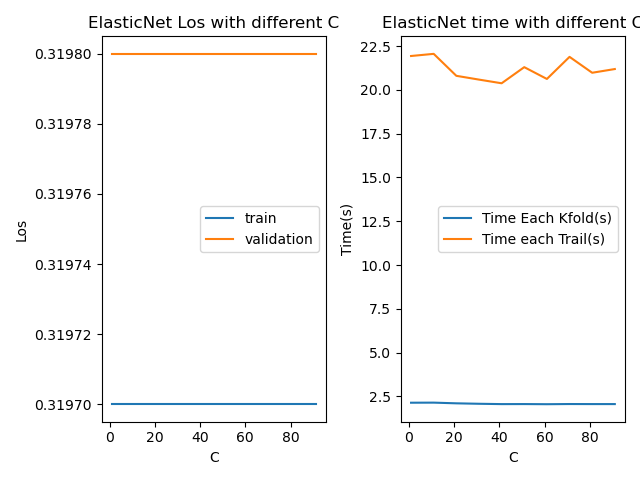 ElasticNet Los with different C
0.31980
0.31978
0.31976
0.31974
0.31972
0.31970
Los
train
validation
0 20 40 60 80
C
ElasticNet time with different C
22.5
20.0
17.5
15.0
12.5
10.0
7.5
5.0
2.5
Time(s)
Time Each Kfold(s)
Time each Trail(s)
0 20 40 60 80
C